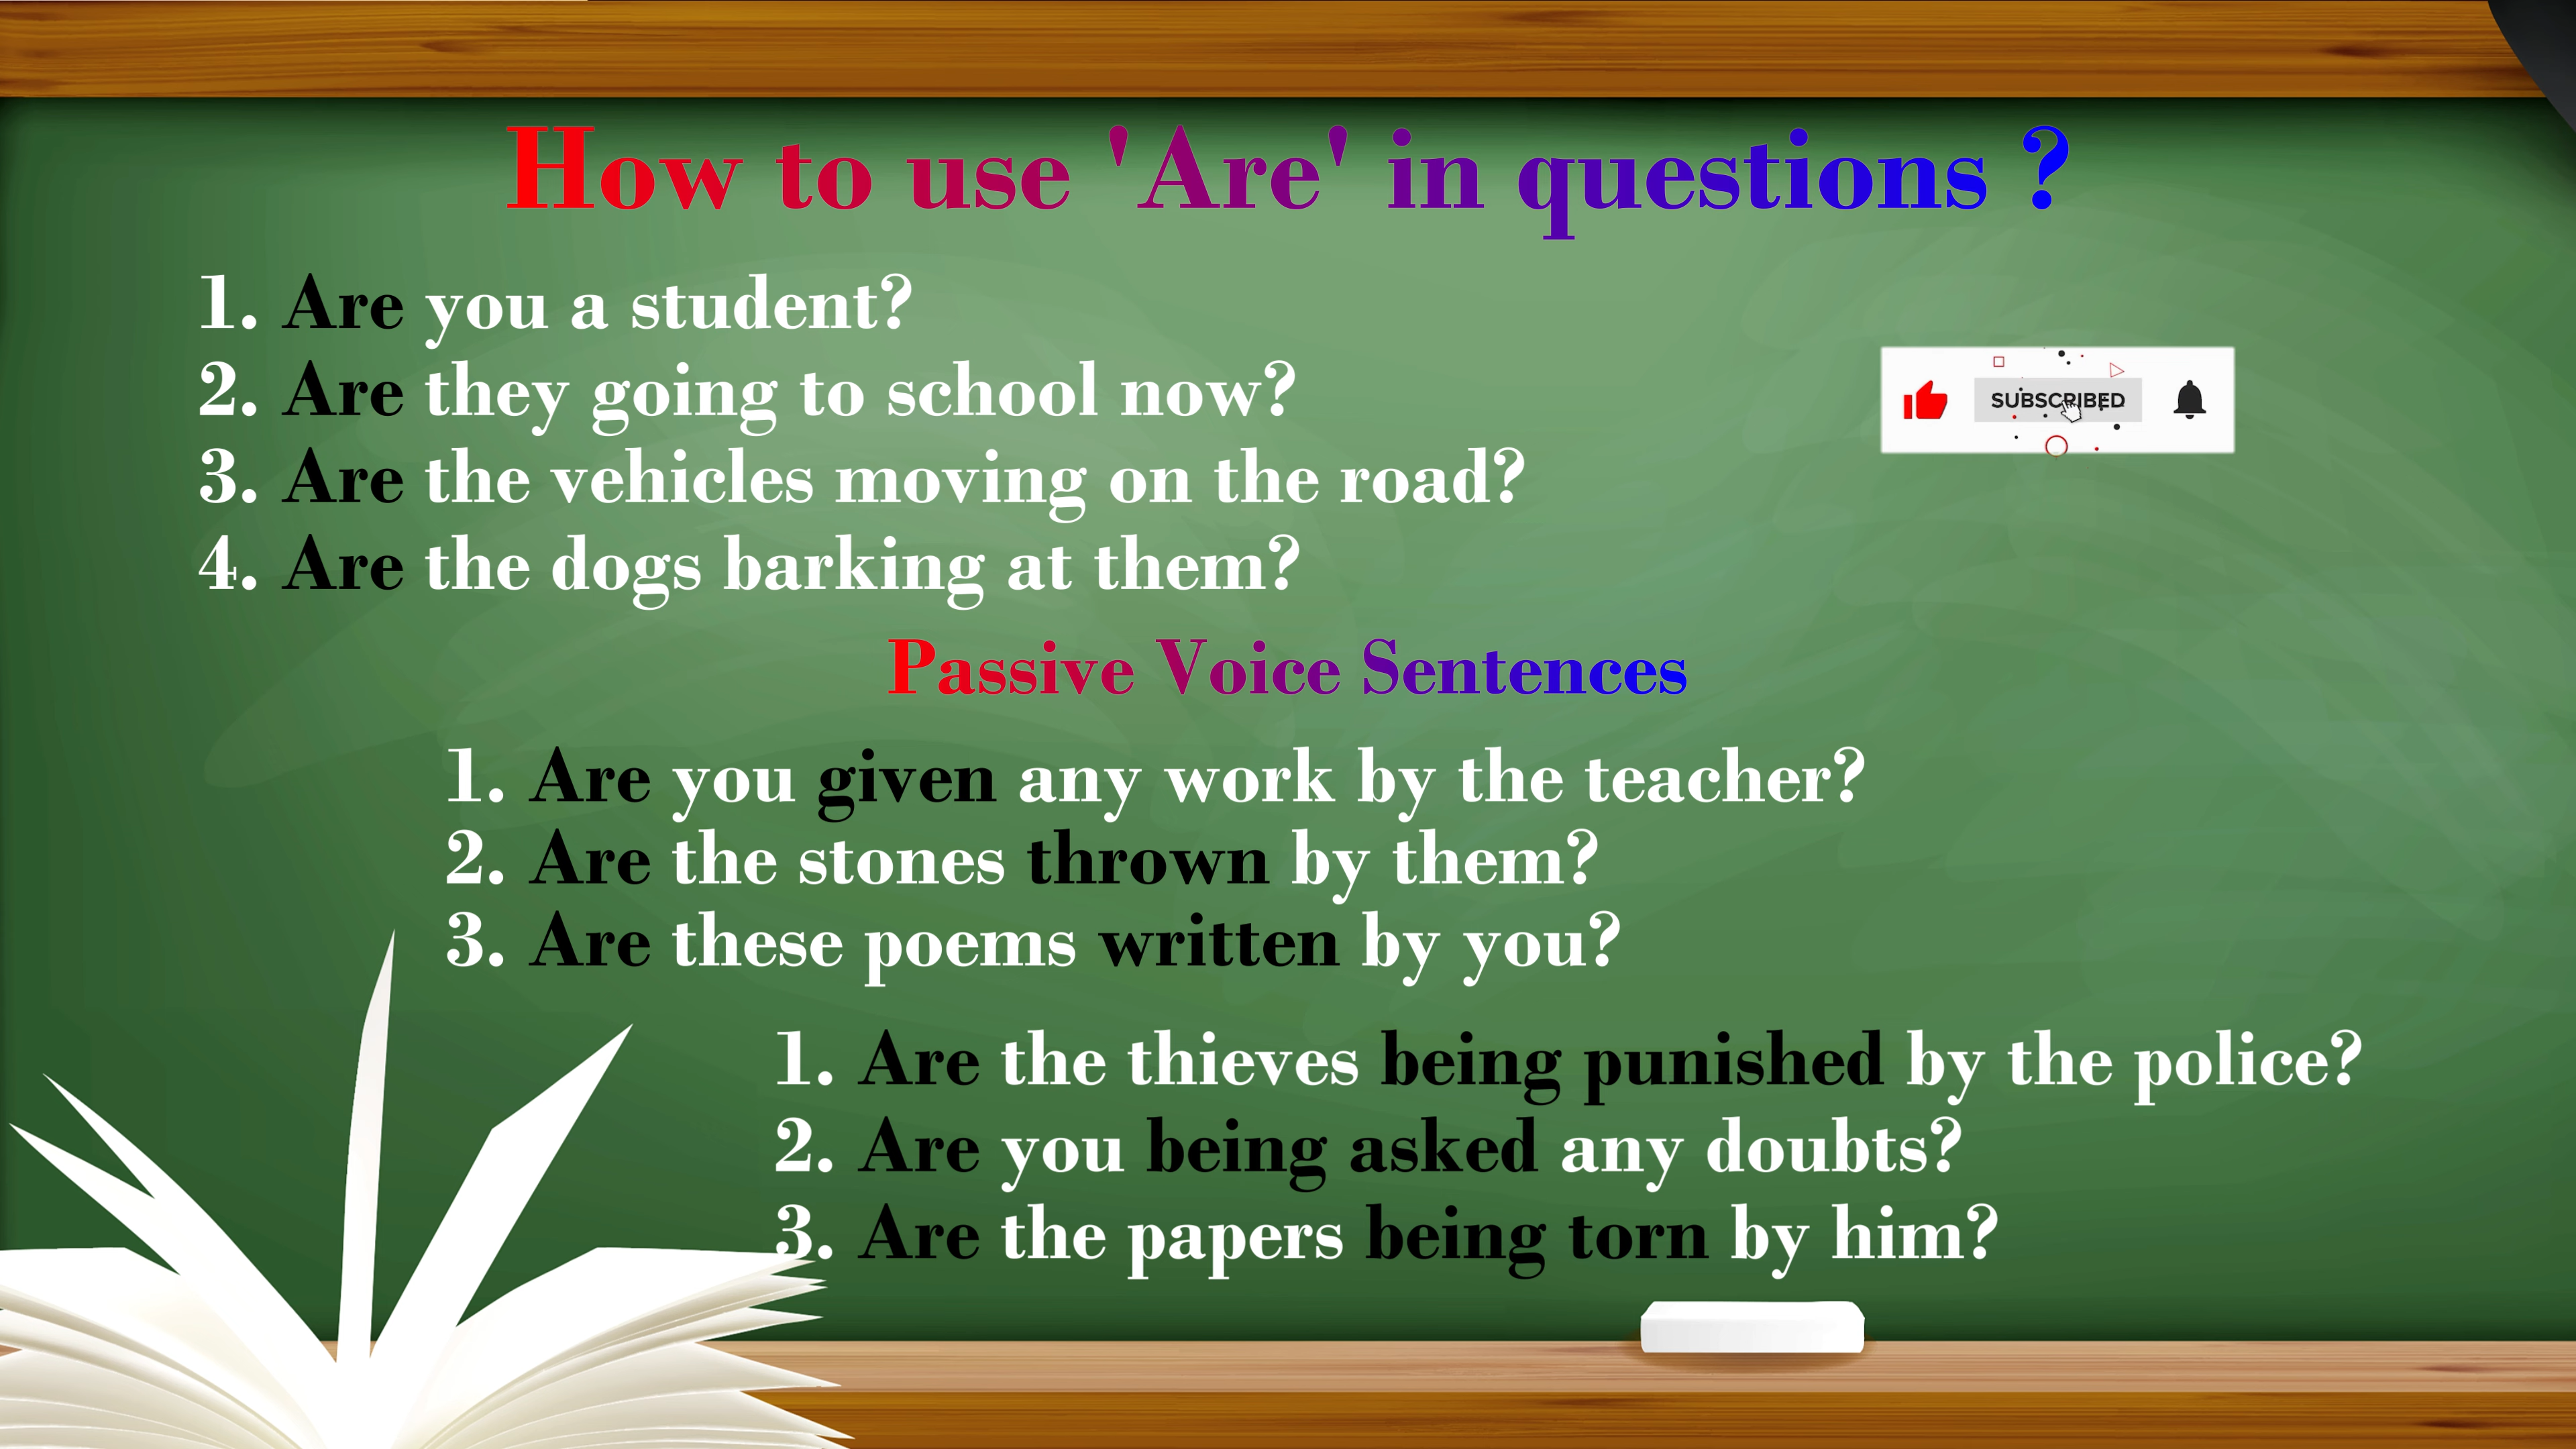 How to use 'Are' in questions ?
1. Are you a student?
2. Are they going to school now?
3. Are the vehicles moving on the road?
4. Are the dogs barking at them?
SUBSCRIBED
Passive Voice Sentences
1. Are you given any work by the teacher?
2. Are the stones thrown by them?
3. Are these poems written by you?
1. Are the thieves being punished by the police?
2. Are you being asked any doubts?
3. Are the papers being torn by him?